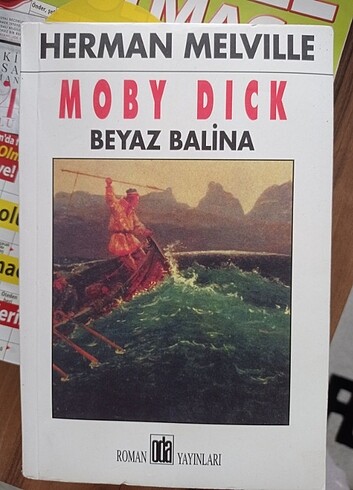 HERMAN MELVILLE
MOBY DICK
BEYAZ BALİNA
ROMAN oda YAYINLARI